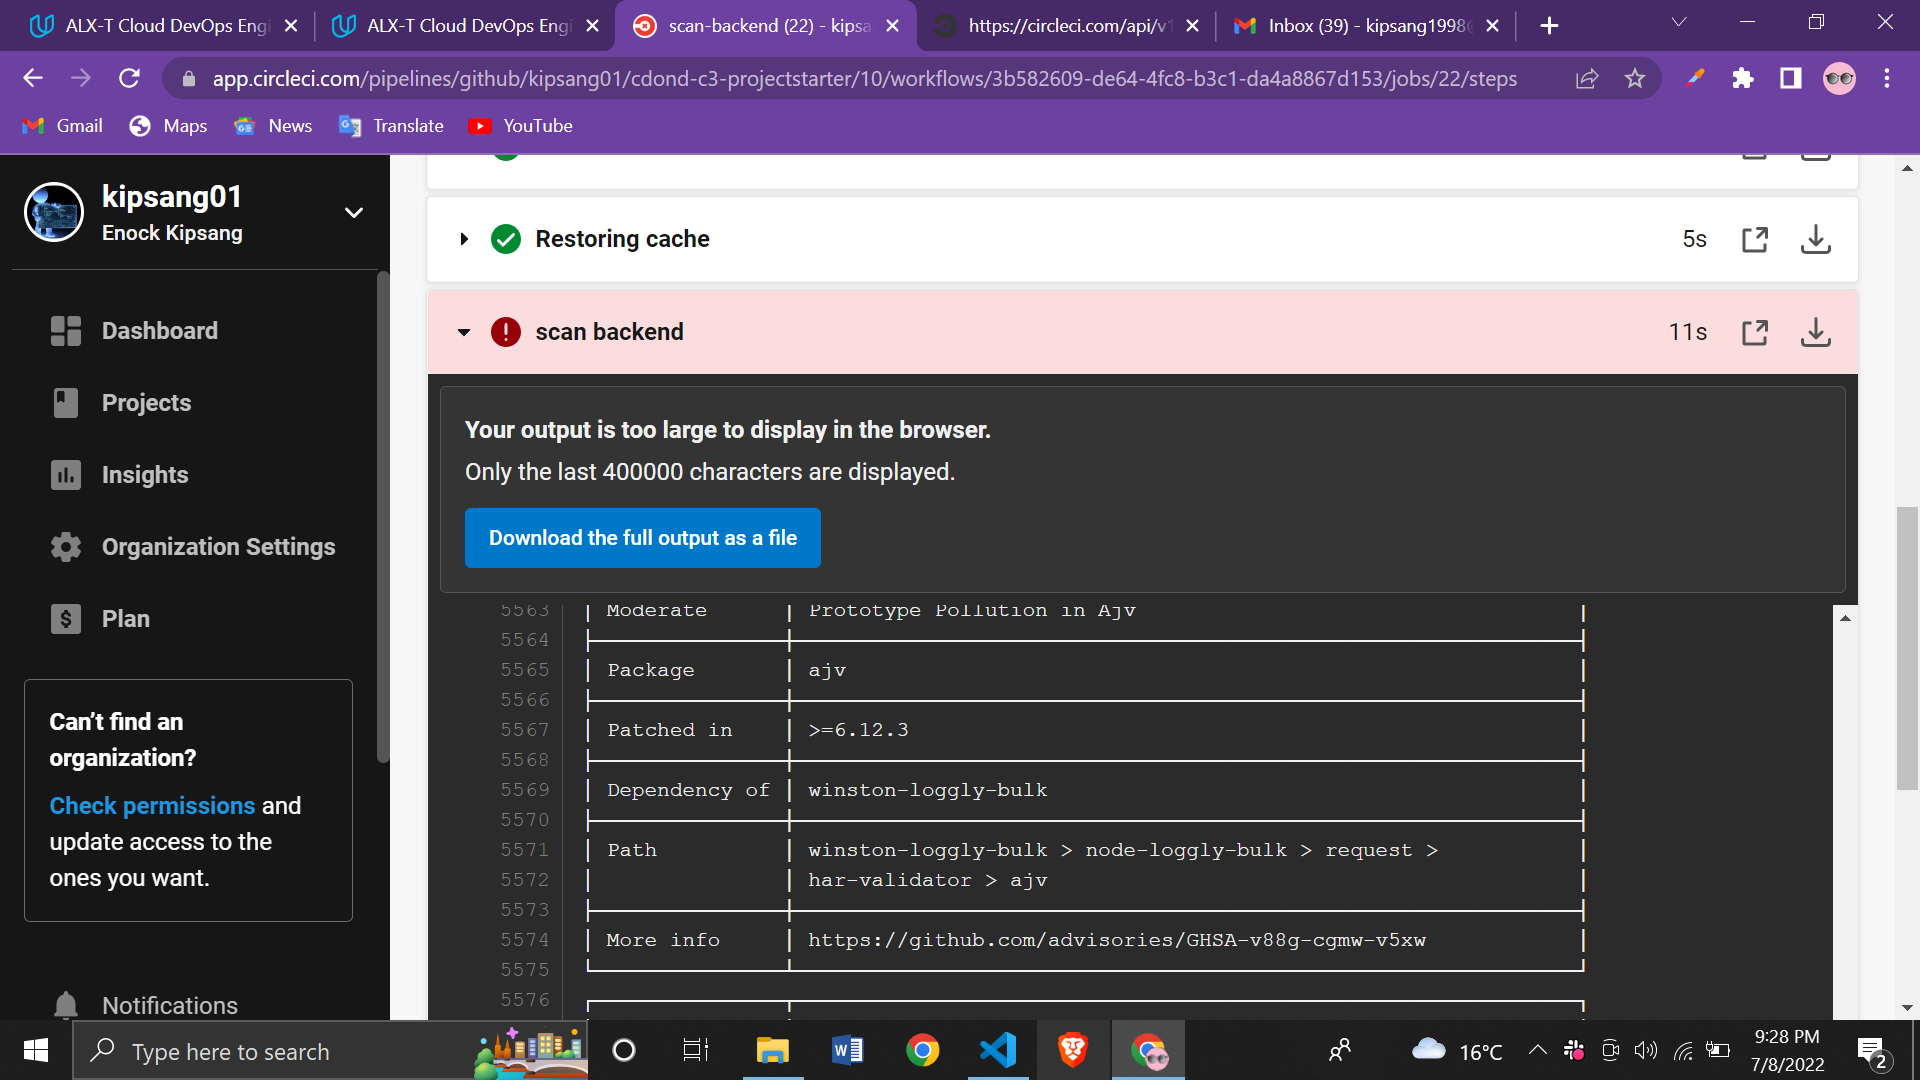 ALX-T Cloud DevOps Engi
ALX-T Cloud DevOps Engi
scan-backend (22) - kipsa
https://circleci.com/api/v1
Inbox (39) - kipsang1998@
app.circleci.com/pipelines/github/kipsang01/cdond-c3-projectstarter/10/workflows/3b582609-de64-4fc8-b3c1-da4a8867d153/jobs/22/steps
Gmail
Maps
News
Translate
YouTube
kipsang01
Enock Kipsang
Dashboard
Projects
Insights
Organization Settings
Plan
Can't find an
organization?
Check permissions and
update access to the
ones you want.
Notifications
Restoring cache
5s
scan backend
11s
Your output is too large to display in the browser.
Only the last 400000 characters are displayed.
Download the full output as a file
5563 | Moderate | Prototype Pollution in Ajv |
5564
5565 | Package | ajv |
5566
5567 | Patched in | >=6.12.3 |
5568
5569 | Dependency of | winston-loggly-bulk |
5570
5571 | Path | winston-loggly-bulk > node-loggly-bulk > request > |
5572 | | har-validator > ajv |
5573
5574 | More info | https://github.com/advisories/GHSA-v88g-cgmw-v5xw |
5575
5576
Type here to search
16°C
9:28 PM
7/8/2022
2